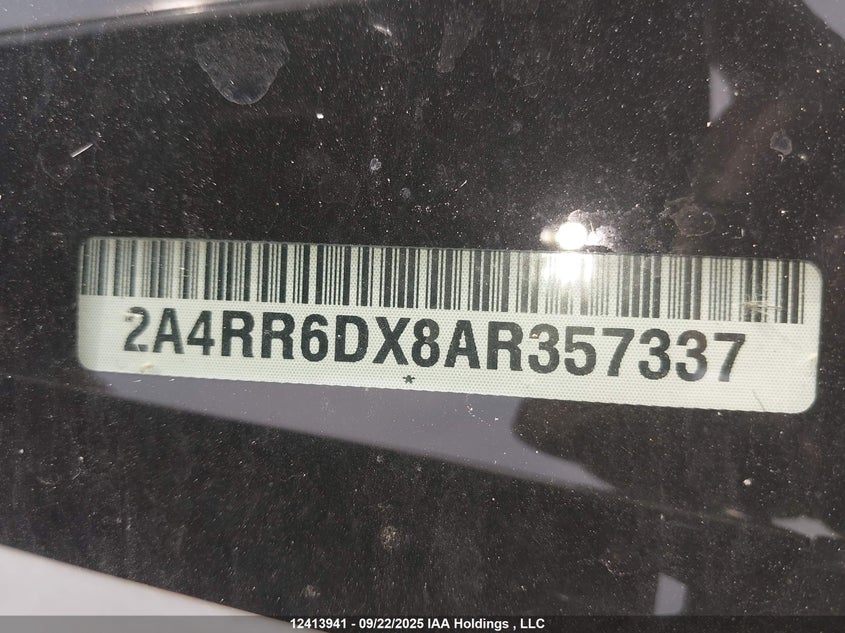 2A4RR6DX8AR357337
*
12413941 - 09/22/2025 IAA Holdings , LLC